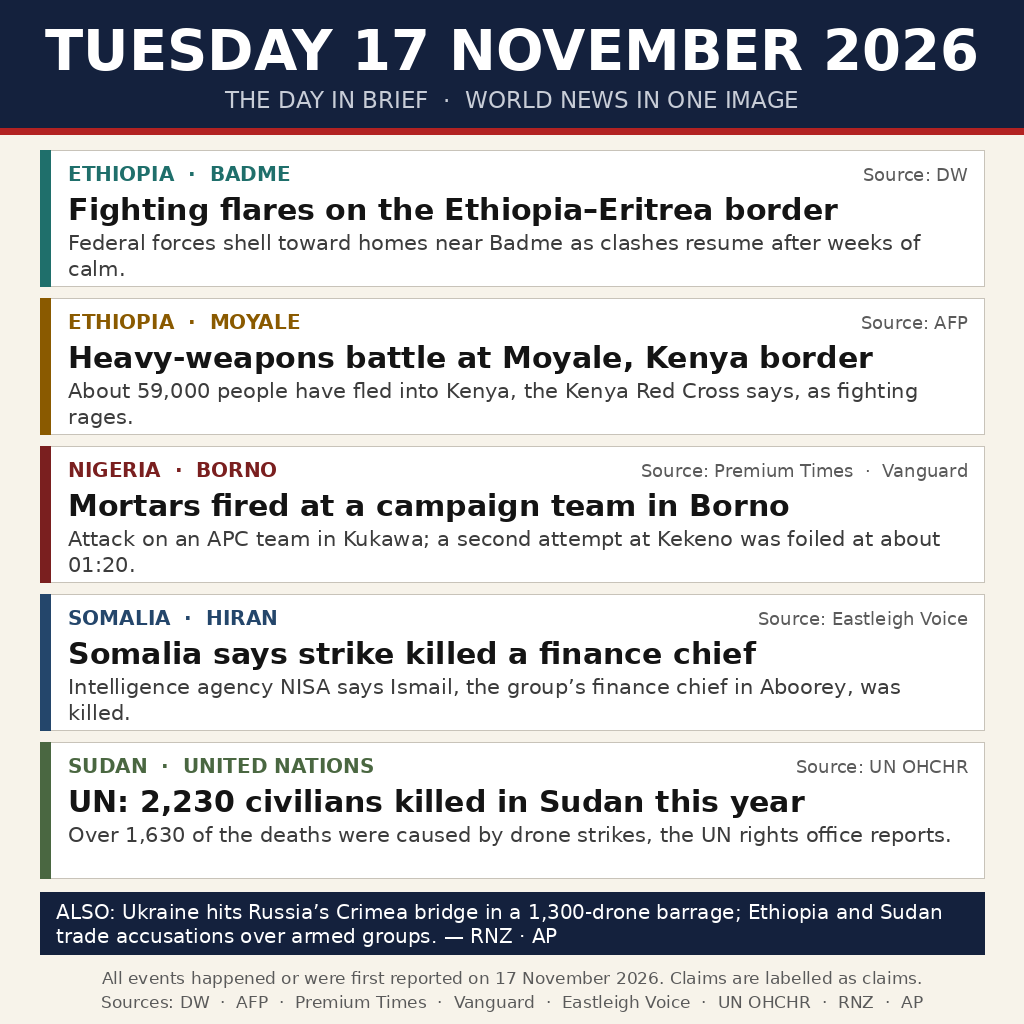 TUESDAY 17 NOVEMBER 2026
THE DAY IN BRIEF · WORLD NEWS IN ONE IMAGE
ETHIOPIA · BADME
Source: DW
Fighting flares on the Ethiopia–Eritrea border
Federal forces shell toward homes near Badme as clashes resume after weeks of
calm.
ETHIOPIA · MOYALE
Source: AFP
Heavy-weapons battle at Moyale, Kenya border
About 59,000 people have fled into Kenya, the Kenya Red Cross says, as fighting
rages.
NIGERIA · BORNO
Source: Premium Times · Vanguard
Mortars fired at a campaign team in Borno
Attack on an APC team in Kukawa; a second attempt at Kekeno was foiled at about
01:20.
SOMALIA · HIRAN
Source: Eastleigh Voice
Somalia says strike killed a finance chief
Intelligence agency NISA says Ismail, the group’s finance chief in Aboorey, was
killed.
SUDAN · UNITED NATIONS
Source: UN OHCHR
UN: 2,230 civilians killed in Sudan this year
Over 1,630 of the deaths were caused by drone strikes, the UN rights office reports.
ALSO: Ukraine hits Russia’s Crimea bridge in a 1,300-drone barrage; Ethiopia and Sudan
trade accusations over armed groups. — RNZ · AP
All events happened or were first reported on 17 November 2026. Claims are labelled as claims.
Sources: DW · AFP · Premium Times · Vanguard · Eastleigh Voice · UN OHCHR · RNZ · AP